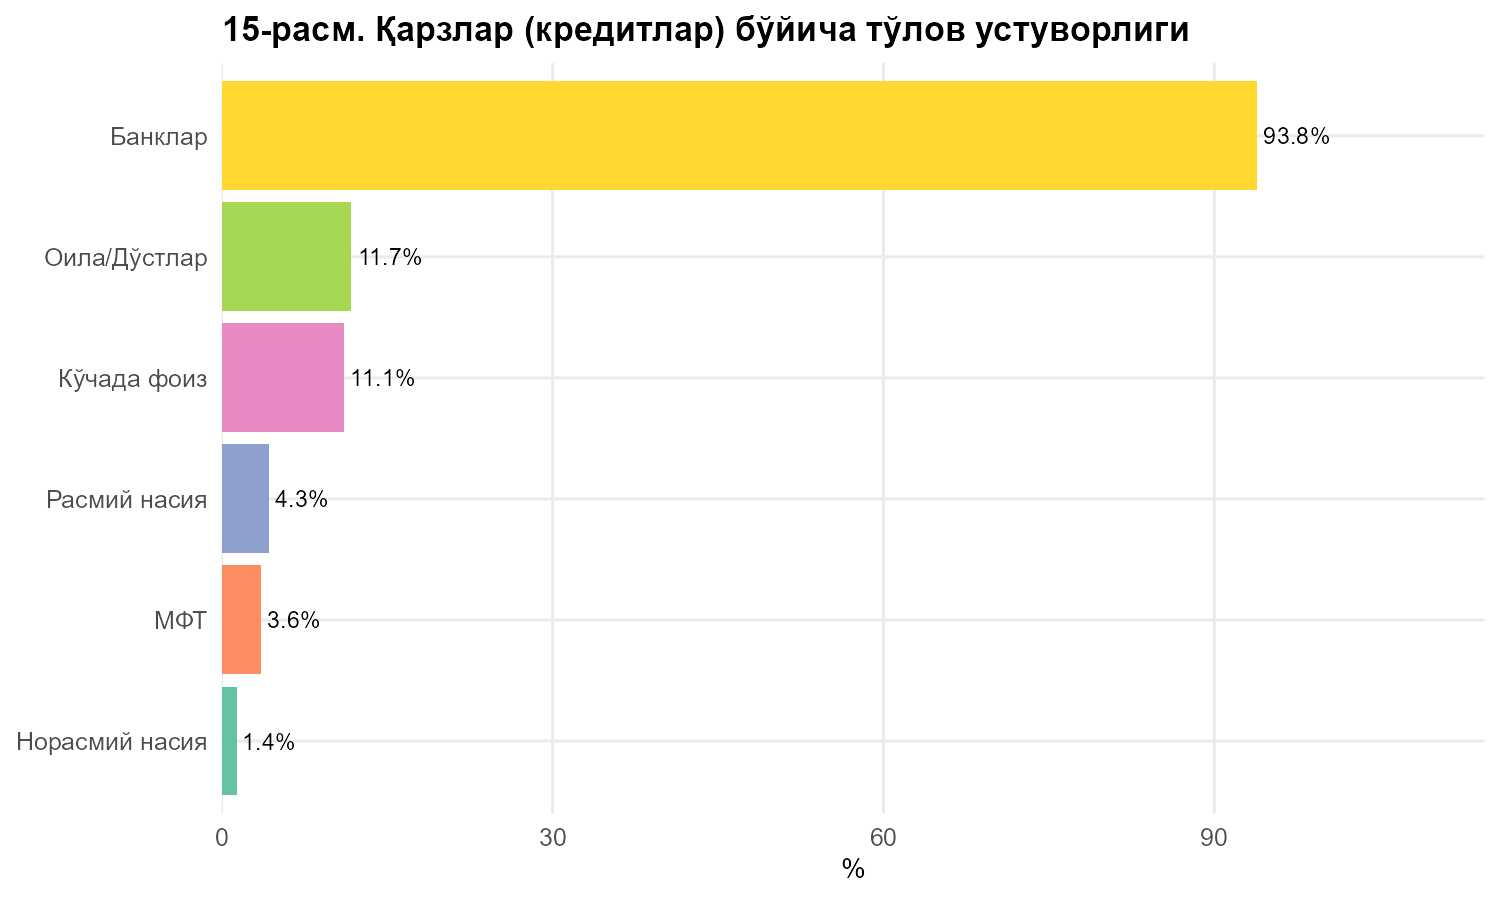 15-расм. Қарзлар (кредитлар) бўйича тўлов устуворлиги
Банклар
93.8%
Оила/Дўстлар
11.7%
Кўчада фоиз
11.1%
Расмий насия
4.3%
МФТ
3.6%
Норасмий насия
1.4%
0
30
60
90
%